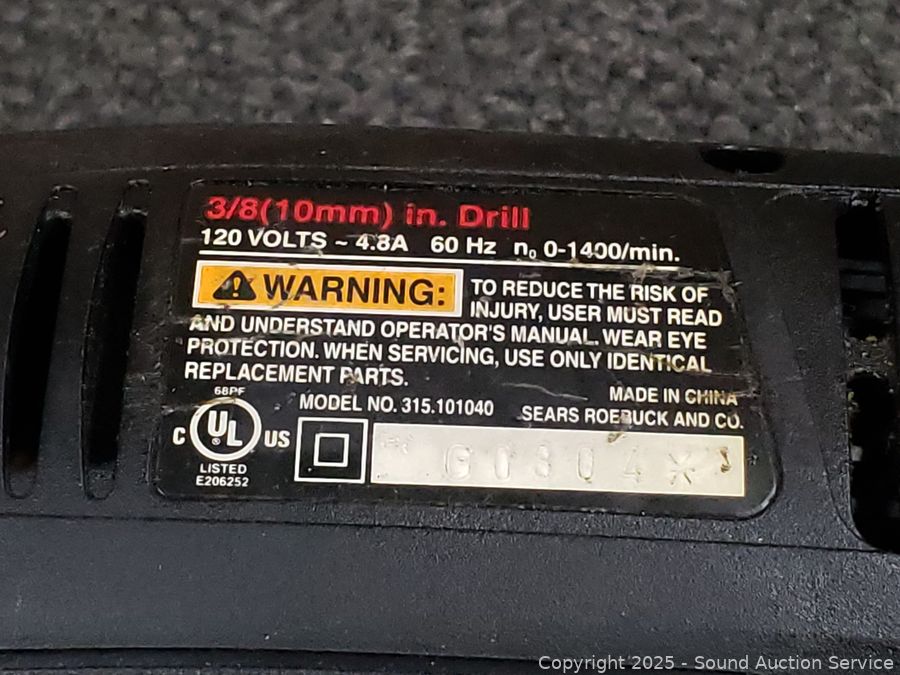 3/8(10mm) in. Drill
120 VOLTS ~ 4.8A 60 Hz n₀ 0-1400/min.
WARNING: TO REDUCE THE RISK OF
INJURY, USER MUST READ
AND UNDERSTAND OPERATOR'S MANUAL. WEAR EYE
PROTECTION. WHEN SERVICING, USE ONLY IDENTICAL
REPLACEMENT PARTS.
68PF
C UL ® US
LISTED
E206252
MODEL NO. 315.101040
MADE IN CHINA
SEARS ROEBUCK AND CO.
Copyright 2025 - Sound Auction Service